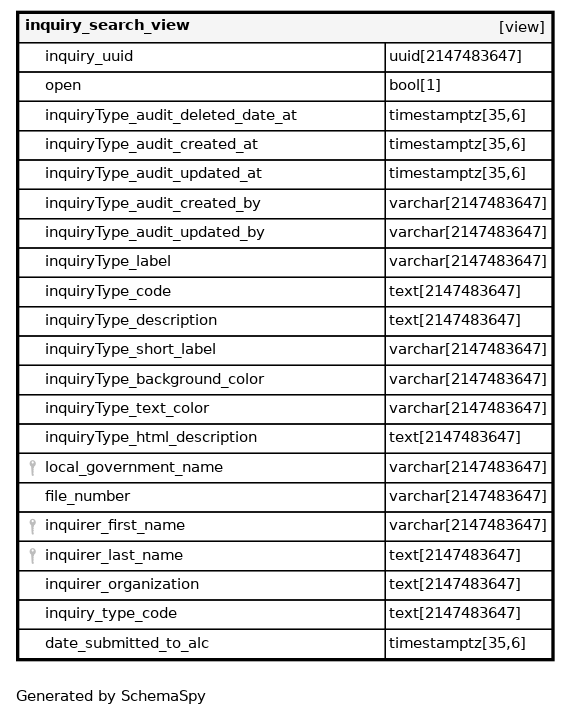 inquiry_search_view [view]
inquiry_uuid uuid[2147483647]
open bool[1]
inquiryType_audit_deleted_date_at timestamptz[35,6]
inquiryType_audit_created_at timestamptz[35,6]
inquiryType_audit_updated_at timestamptz[35,6]
inquiryType_audit_created_by varchar[2147483647]
inquiryType_audit_updated_by varchar[2147483647]
inquiryType_label varchar[2147483647]
inquiryType_code text[2147483647]
inquiryType_description text[2147483647]
inquiryType_short_label varchar[2147483647]
inquiryType_background_color varchar[2147483647]
inquiryType_text_color varchar[2147483647]
inquiryType_html_description text[2147483647]
local_government_name varchar[2147483647]
file_number varchar[2147483647]
inquirer_first_name varchar[2147483647]
inquirer_last_name text[2147483647]
inquirer_organization text[2147483647]
inquiry_type_code text[2147483647]
date_submitted_to_alc timestamptz[35,6]
Generated by SchemaSpy